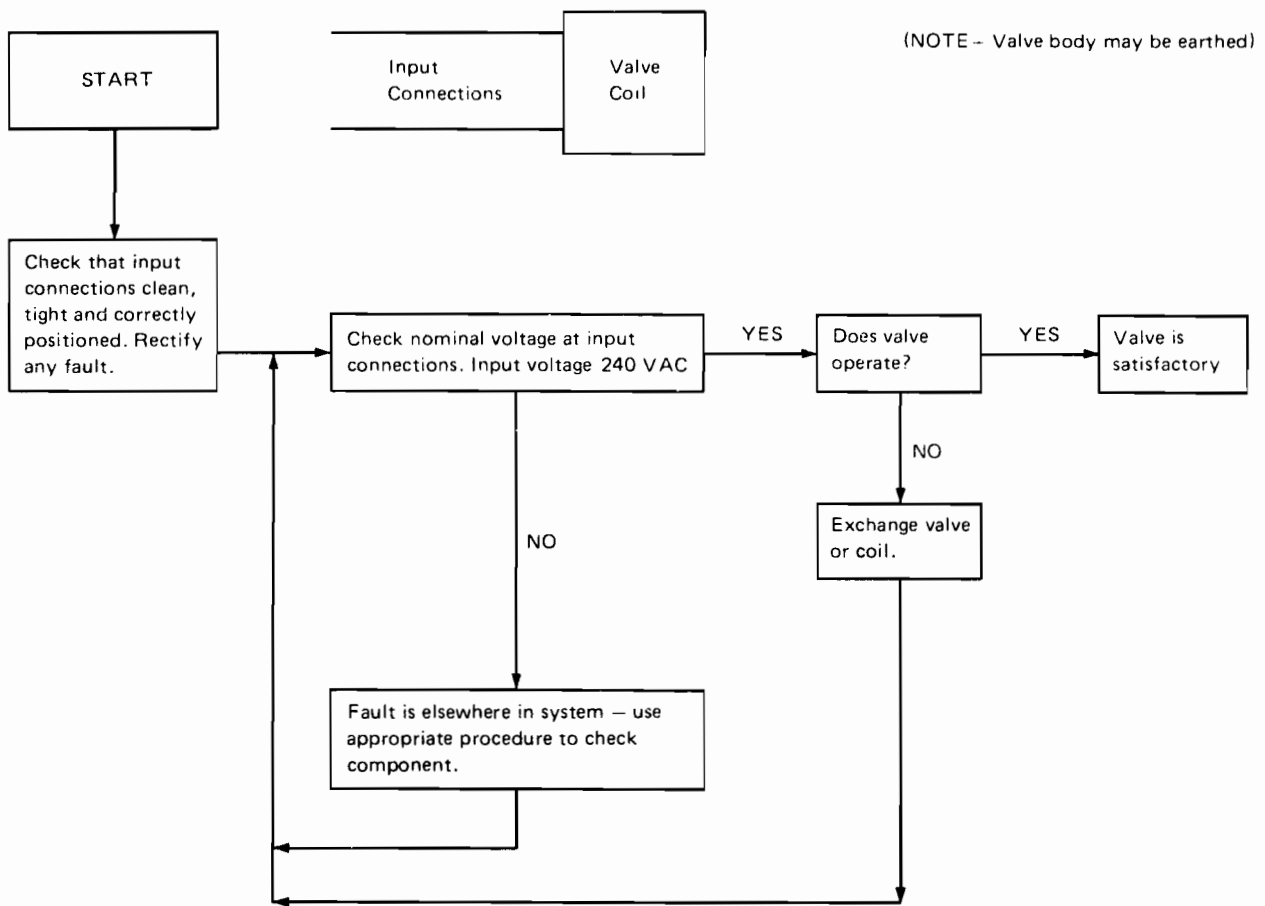 START
Input
Connections
Valve
Coil
(NOTE – Valve body may be earthed)
Check that input
connections clean,
tight and correctly
positioned. Rectify
any fault.
Check nominal voltage at input
connections. Input voltage 240 VAC
YES
Does valve
operate?
YES
Valve is
satisfactory
NO
Exchange valve
or coil.
NO
Fault is elsewhere in system – use
appropriate procedure to check
component.